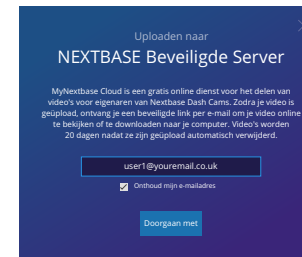 Uploaden naar
NEXTBASE Beveiligde Server
MyNextbase Cloud is een gratis online dienst voor het delen van
video's voor eigenaren van Nextbase Dash Cams. Zodra je video is
geüpload, ontvang je een beveiligde link per e-mail om je video online
te bekijken of te downloaden naar je computer. Video's worden
20 dagen nadat ze zijn geüpload automatisch verwijderd.
user1@youremail.co.uk
Onthoud mijn e-mailadres
Doorgaan met